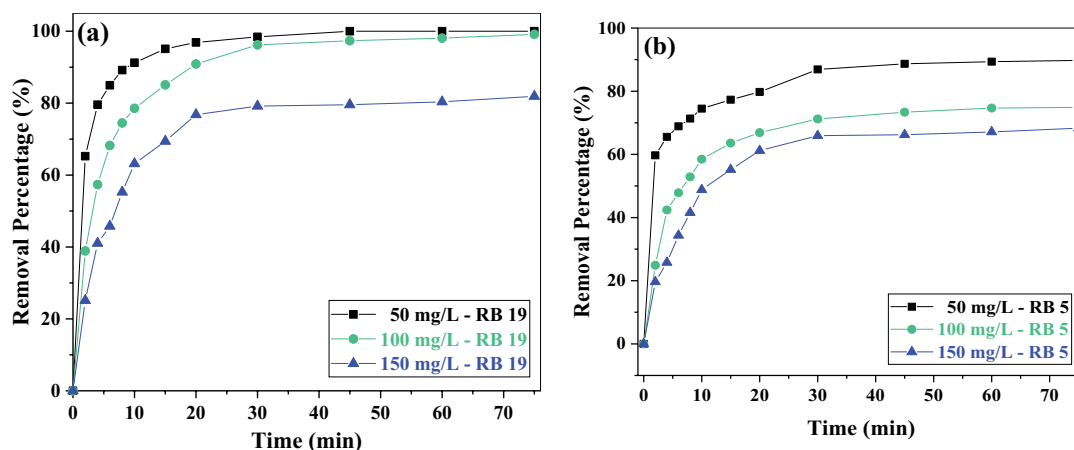 (a)
100
80
60
40
20
0
Removal Percentage (%)
0 10 20 30 40 50 60 70
Time (min)
50 mg/L - RB 19
100 mg/L - RB 19
150 mg/L - RB 19
(b)
100
80
60
40
20
0
Removal Percentage (%)
0 10 20 30 40 50 60 70
Time (min)
50 mg/L - RB 5
100 mg/L - RB 5
150 mg/L - RB 5